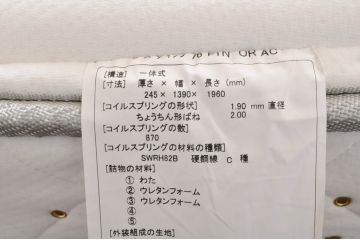 OR AC
[構造] 一体式
[寸法] 厚さ × 幅 × 長さ (mm)
245 × 1390× 1960
[コイルスプリングの形状] 1.90 mm 直径
ちょうちん形ばね 2.00
[コイルスプリングの数]
870
[コイルスプリングの材料の種類]
SWRH82B 硬鋼線 C 種
[詰物の材料]
① わた
② ウレタンフォーム
③ ウレタンフォーム
④
⑤
[外装組成の生地]